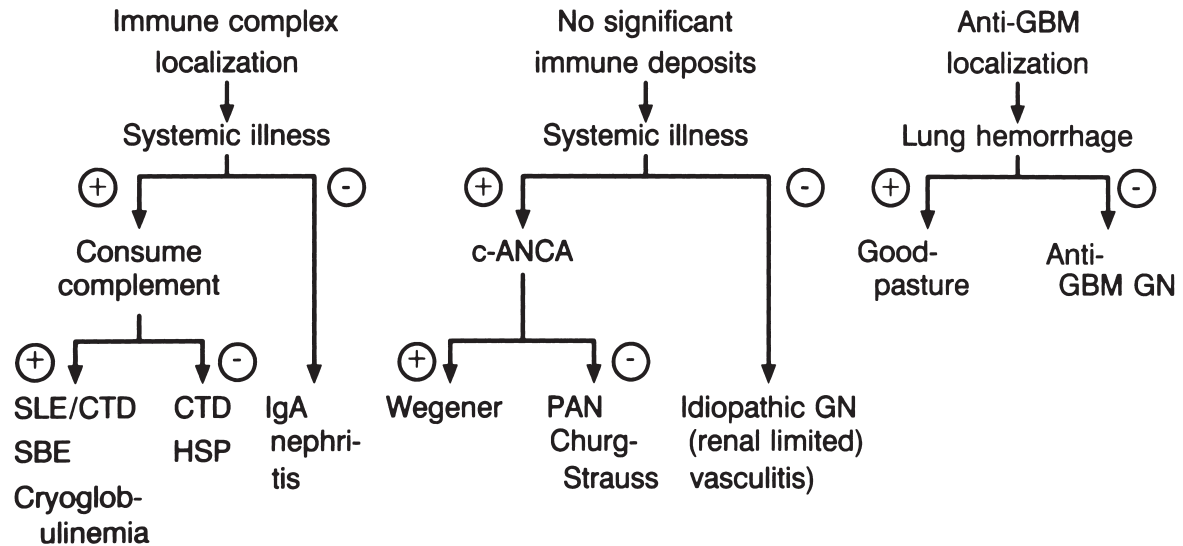 Immune complex
localization
Systemic illness
+
-
Consume
complement
+
-
SLE/CTD
SBE
Cryoglob-
ulinemia
CTD
HSP
IgA
nephri-
tis
No significant
immune deposits
Systemic illness
+
-
c-ANCA
+
-
Wegener
PAN
Churg-
Strauss
Idiopathic GN
(renal limited)
vasculitis)
Anti-GBM
localization
Lung hemorrhage
+
-
Good-
pasture
Anti-
GBM GN